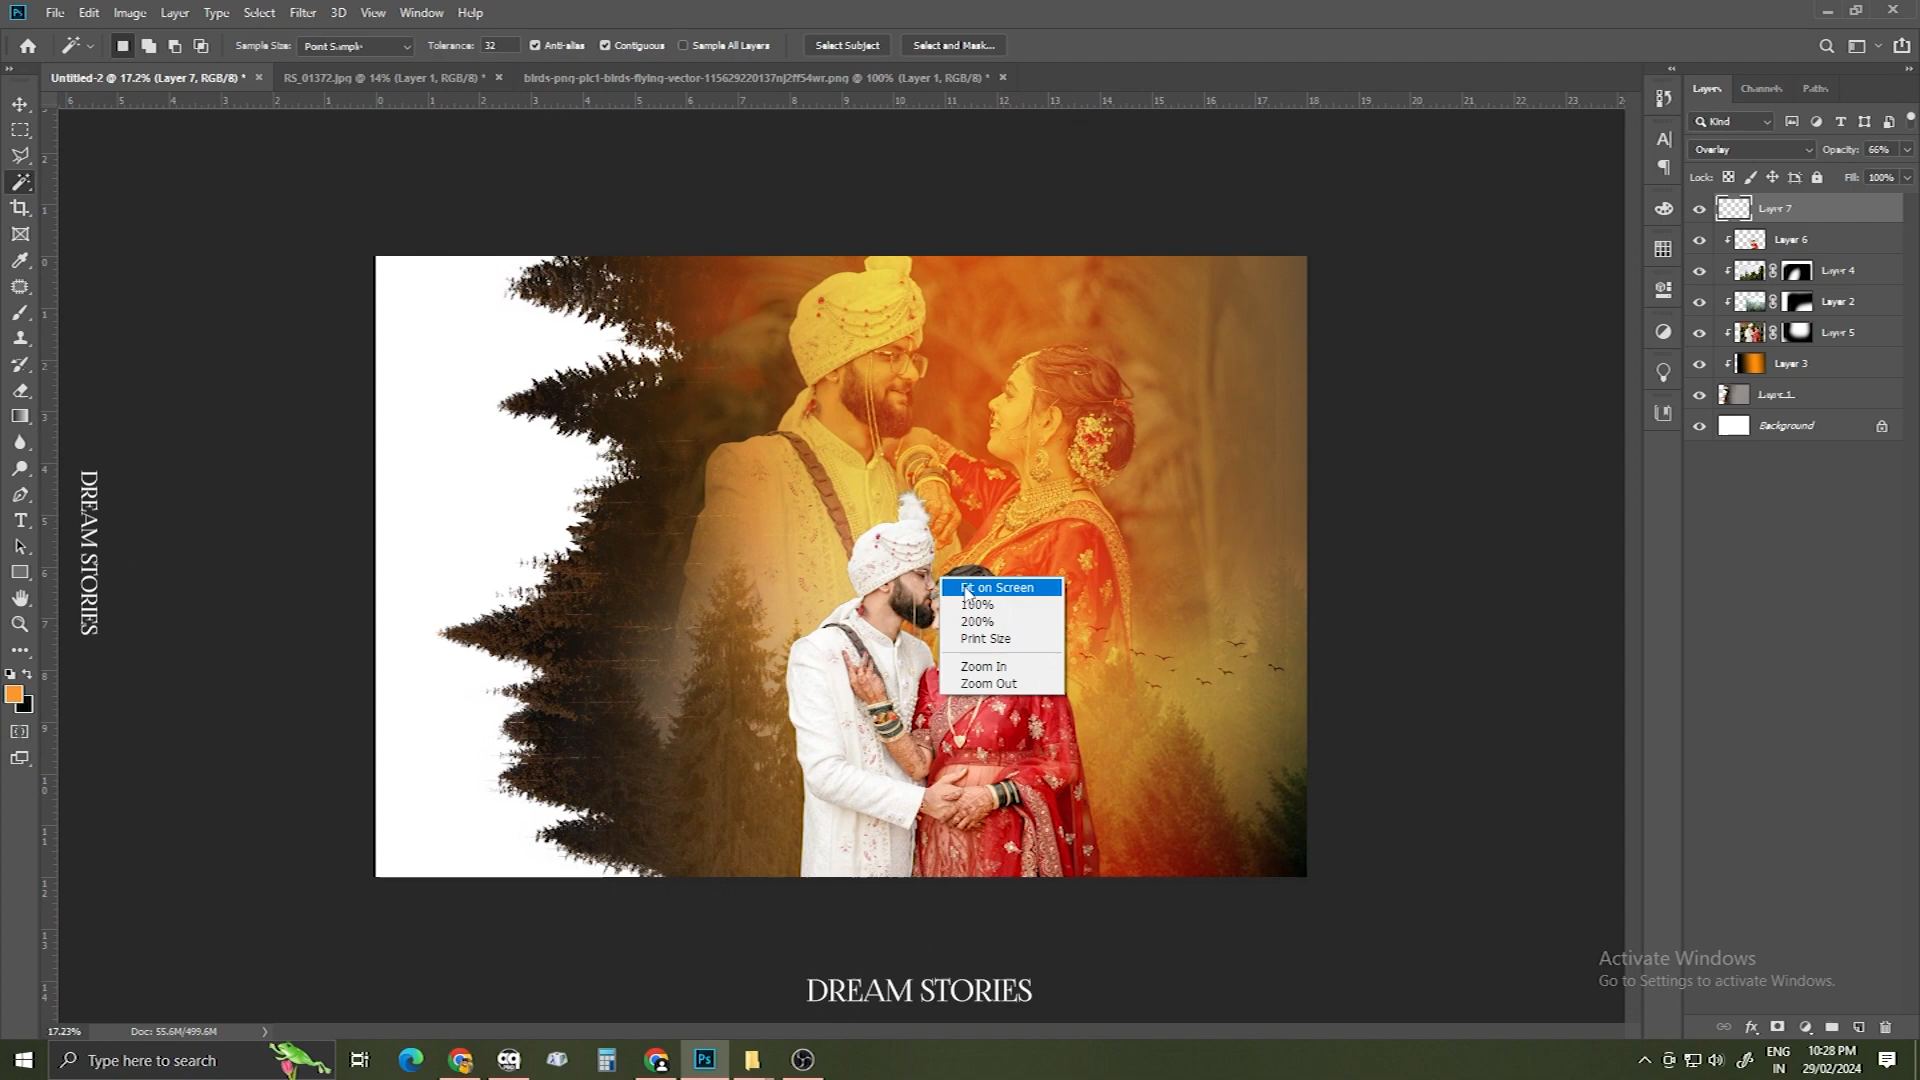 Ps File Edit Image Layer Type Select Filter 3D View Window Help
Sample Size: Point Sample Tolerance: 32 Anti-alias Contiguous Sample All Layers Select Subject Select and Mask...
Untitled-2 @ 17.2% (Layer 7, RGB/8) * RS_01372.jpg @ 14% (Layer 1, RGB/8) * birds-png-pic1-birds-flying-vector-115629220137nj2ff54wr.png @ 100% (Layer 1, RGB/8) *
Layers Channels Paths
Kind
Overlay Opacity: 66%
Lock: Fill: 100%
Layer 7
Layer 6
Layer 4
Layer 2
Layer 5
Layer 3
Layer 1
Background
DREAM STORIES
Fit on Screen
100%
200%
Print Size
Zoom In
Zoom Out
DREAM STORIES
Activate Windows
Go to Settings to activate Windows.
17.23% Doc: 55.6M/499.6M
Type here to search
Ps
ENG
IN
10:28 PM
29/02/2024